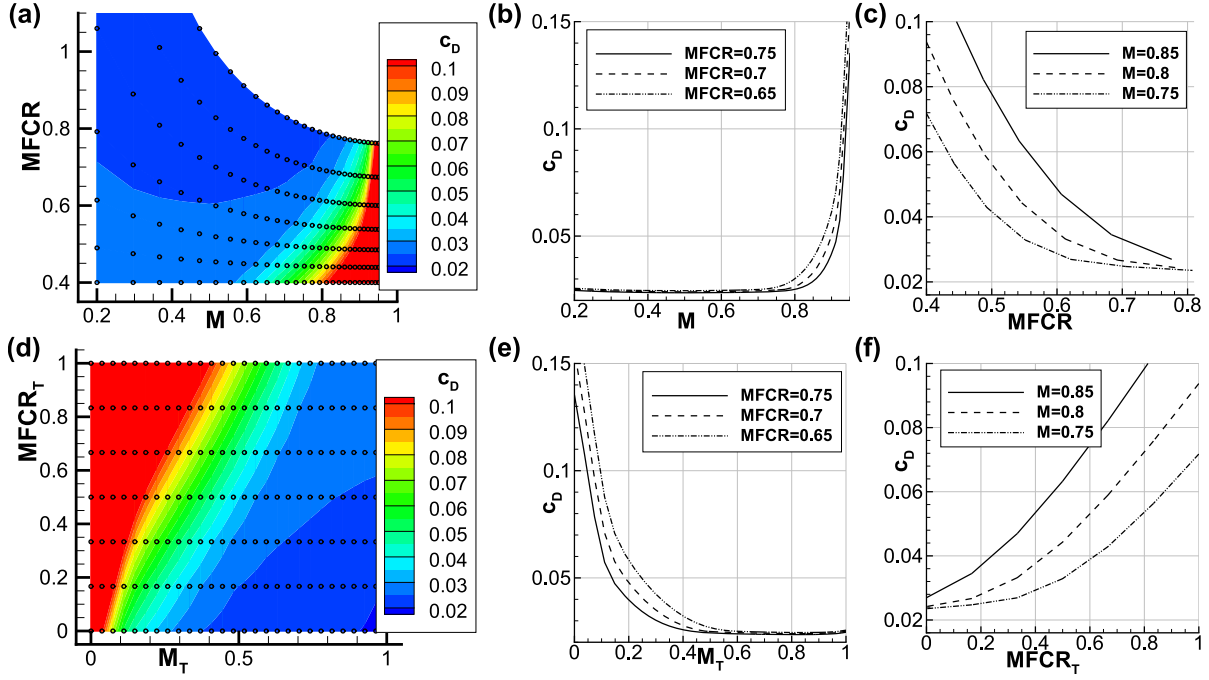 (a)
MFCR
1
0.8
0.6
0.4
0.2
0.4
0.6
0.8
1
M
c_D
0.1
0.09
0.08
0.07
0.06
0.05
0.04
0.03
0.02
(b)
c_D
0.15
0.1
0.05
0.2
0.4
0.6
0.8
M
MFCR=0.75
MFCR=0.7
MFCR=0.65
(c)
c_D
0.1
0.08
0.06
0.04
0.02
0.4
0.5
0.6
0.7
0.8
MFCR
M=0.85
M=0.8
M=0.75
(d)
MFCR_T
1
0.8
0.6
0.4
0.2
0
0
0.5
1
M_T
c_D
0.1
0.09
0.08
0.07
0.06
0.05
0.04
0.03
0.02
(e)
c_D
0.15
0.1
0.05
0
0.2
0.4
0.6
0.8
1
M_T
MFCR=0.75
MFCR=0.7
MFCR=0.65
(f)
c_D
0.1
0.08
0.06
0.04
0.02
0
0.2
0.4
0.6
0.8
1
MFCR_T
M=0.85
M=0.8
M=0.75